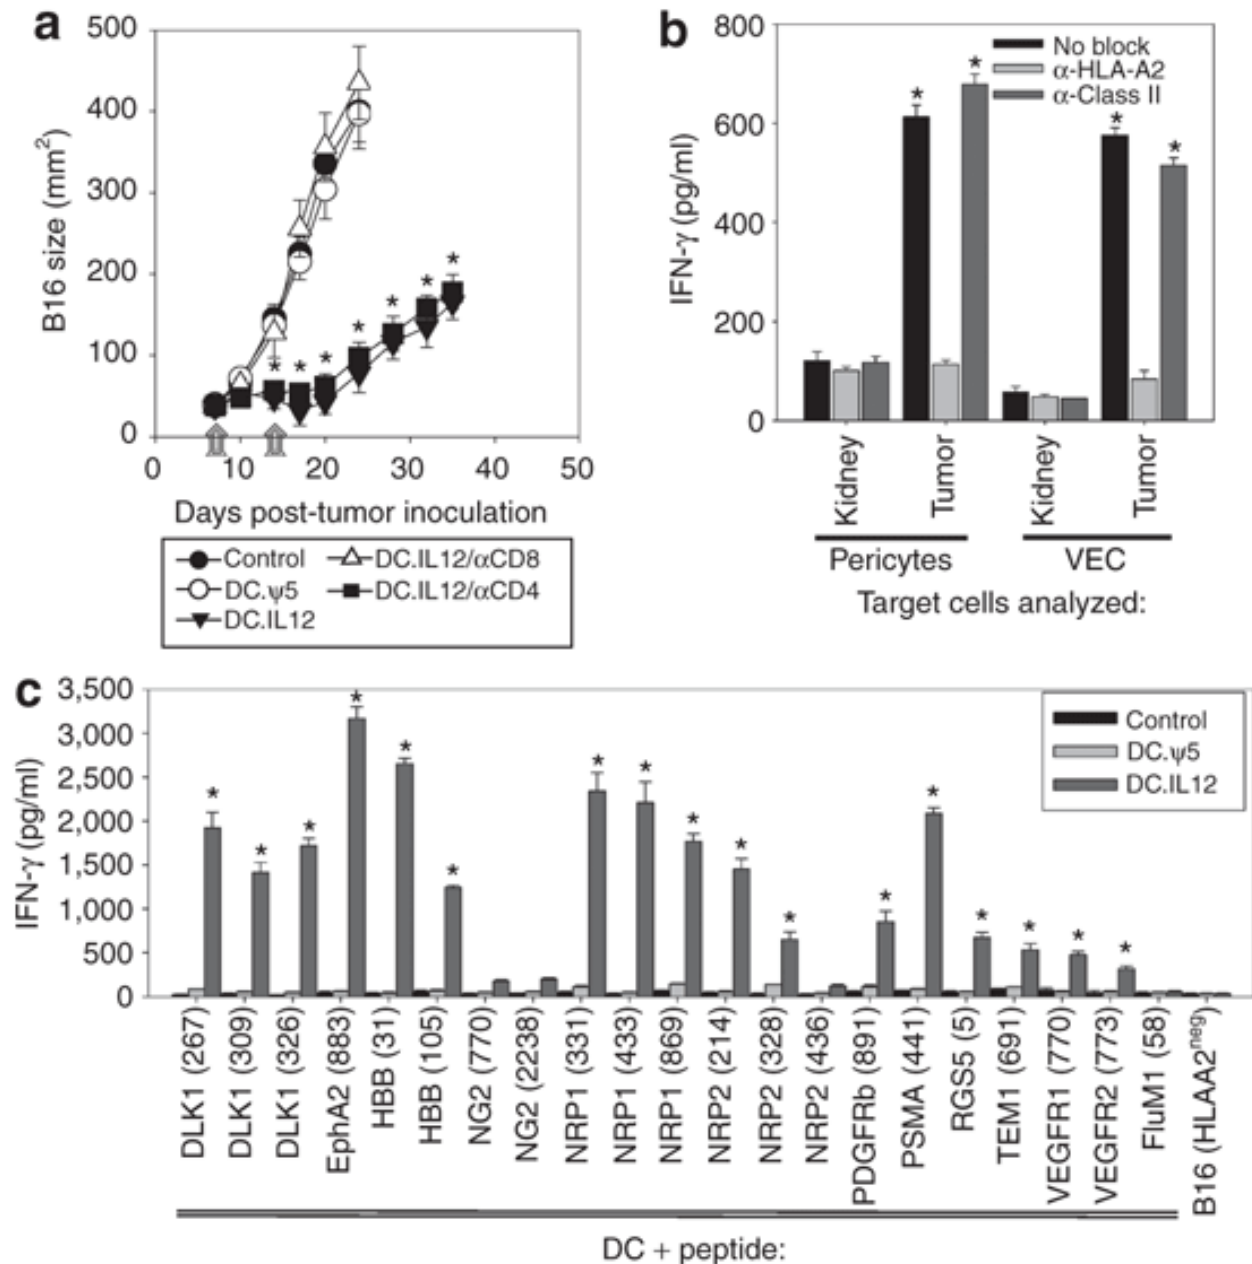 a
500
400
300
200
100
0
B16 size (mm²)
* * * * * * *
0 10 20 30 40 50
Days post-tumor inoculation
Control
DC.ψ5
DC.IL12
DC.IL12/αCD8
DC.IL12/αCD4
b
800
600
400
200
0
IFN-γ (pg/ml)
No block
α-HLA-A2
α-Class II
* * * *
Kidney
Tumor
Kidney
Tumor
Pericytes
VEC
Target cells analyzed:
c
3,500
3,000
2,500
2,000
1,500
1,000
500
0
IFN-γ (pg/ml)
Control
DC.ψ5
DC.IL12
* * * * * * * * * * * * * * * * *
DLK1 (267)
DLK1 (309)
DLK1 (326)
EphA2 (883)
HBB (31)
HBB (105)
NG2 (770)
NG2 (2238)
NRP1 (331)
NRP1 (433)
NRP1 (869)
NRP2 (214)
NRP2 (328)
NRP2 (436)
PDGFRb (891)
PSMA (441)
RGS5 (5)
TEM1 (691)
VEGFR1 (770)
VEGFR2 (773)
FluM1 (58)
B16 (HLAA2ⁿᵉᵍ)
DC + peptide: